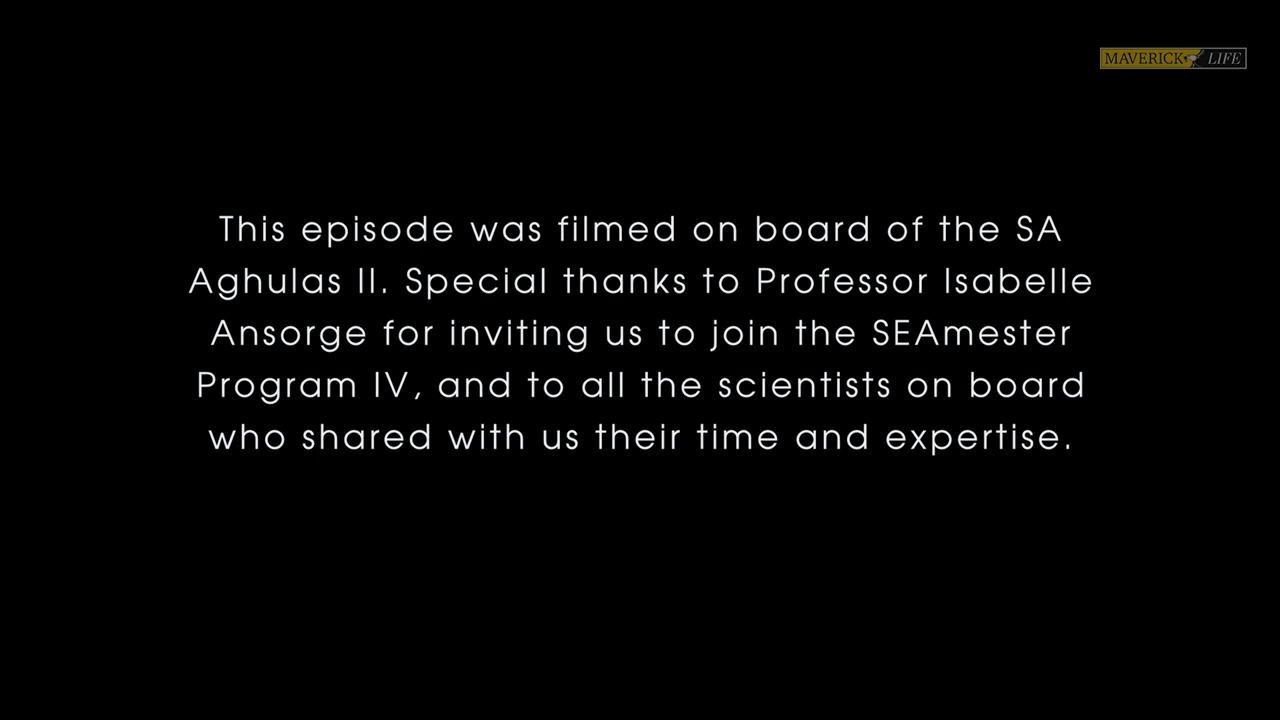 MAVERICK LIFE
This episode was filmed on board of the SA
Aghulas II. Special thanks to Professor Isabelle
Ansorge for inviting us to join the SEAmester
Program IV, and to all the scientists on board
who shared with us their time and expertise.